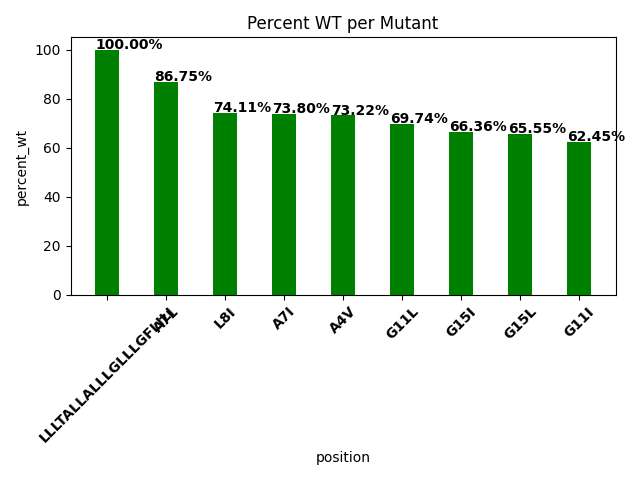 Percent WT per Mutant
percent_wt
100
80
60
40
20
0
100.00%
86.75%
74.11%
73.80%
73.22%
69.74%
66.36%
65.55%
62.45%
A7L
L8I
A7I
A4V
G11L
G15I
G15L
G11I
position